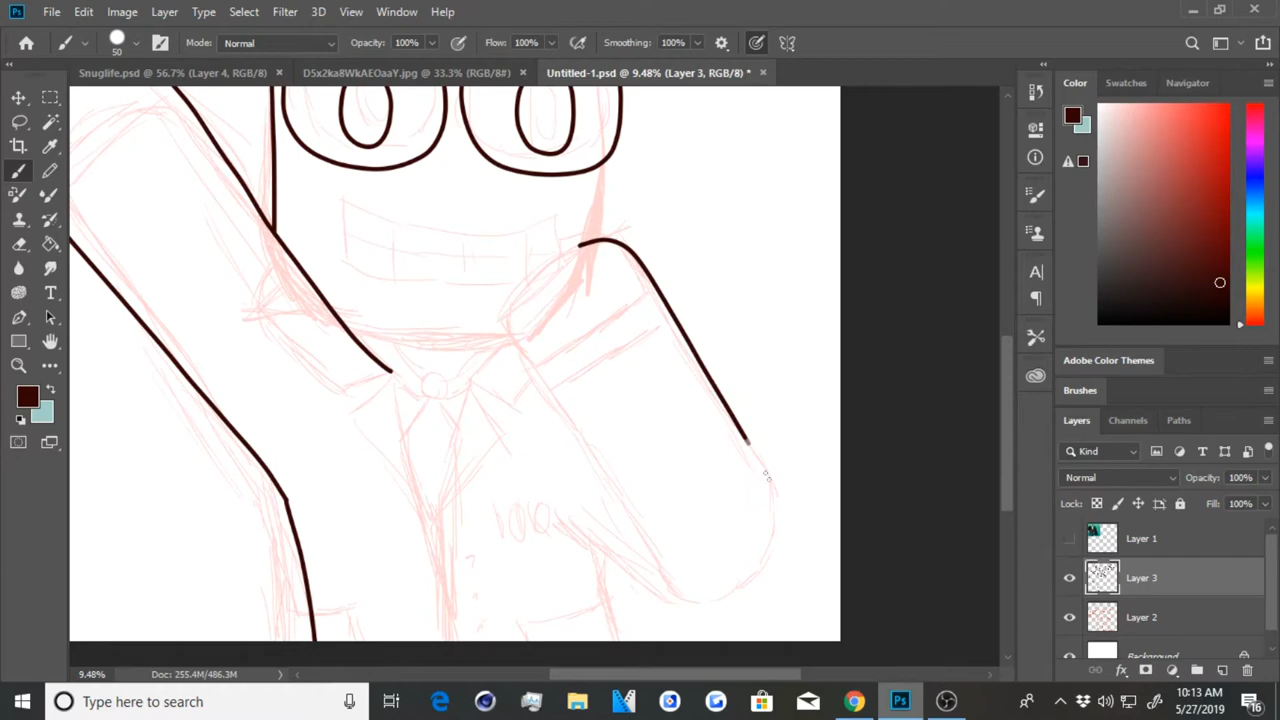 File Edit Image Layer Type Select Filter 3D View Window Help
50 Mode: Normal Opacity: 100% Flow: 100% Smoothing: 100%
Snuglife.psd @ 56.7% (Layer 4, RGB/8) × D5x2ka8WkAEOaaY.jpg @ 33.3% (RGB/8#) × Untitled-1.psd @ 9.48% (Layer 3, RGB/8) * ×
Color Swatches Navigator
Adobe Color Themes
Brushes
Layers Channels Paths
Kind
Normal Opacity: 100%
Lock: Fill: 100%
Layer 1
Layer 3
Layer 2
Background
9.48% Doc: 255.4M/486.3M
Type here to search
10:13 AM
5/27/2019
16